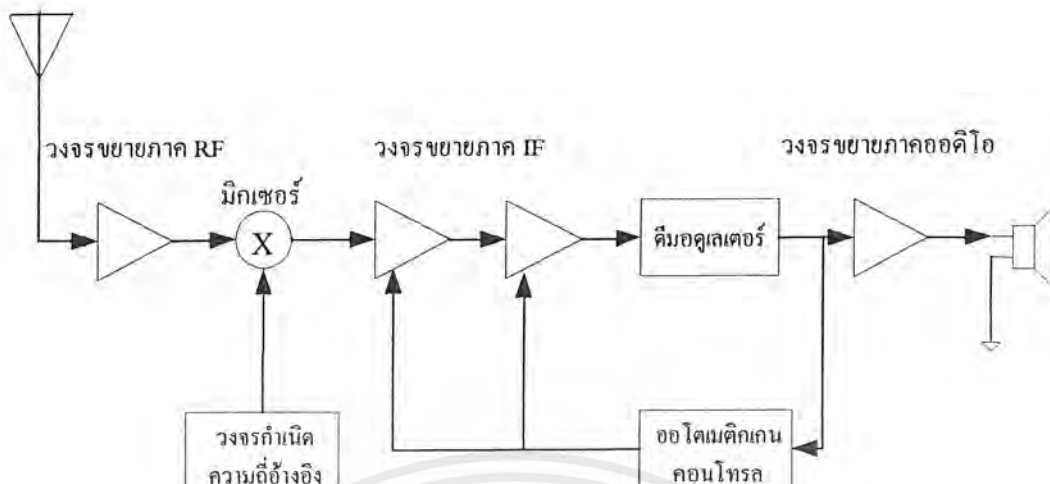 วงจรขยายภาค RF
วงจรขยายภาค IF
วงจรขยายภาคออดิโอ
มิกเซอร์
X
ดีมอดูเลเตอร์
วงจรกำเนิด
ความถี่อ้างอิง
ออโตเมติกเกน
คอนโทรล